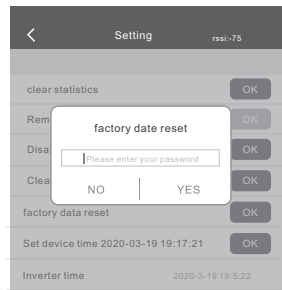 Setting
rssi:-75
clear statistics OK
Rem OK
factory date reset
Disa OK
Please enter your password
Clea OK
NO YES
factory data reset OK
Set device time 2020-03-19 19:17:21 OK
Inverter time 2020-3-19 19:5:22